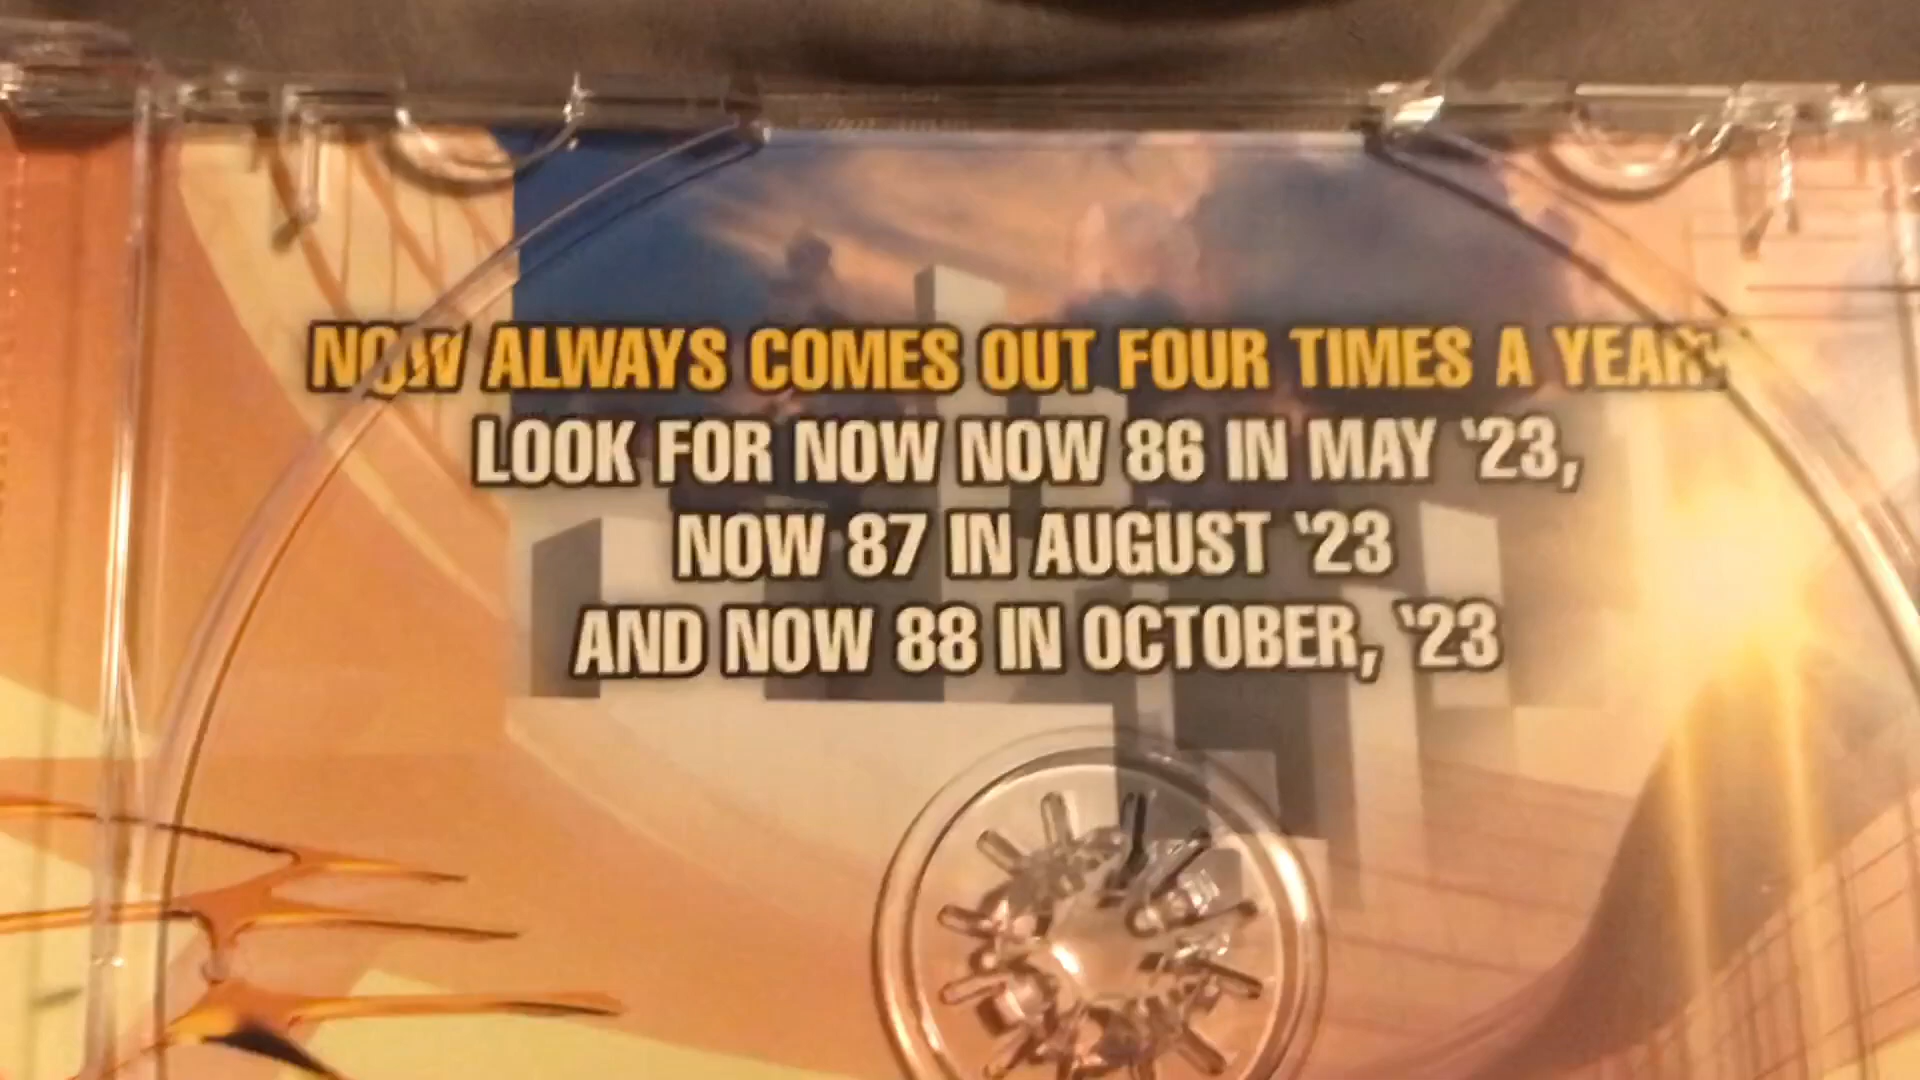 NOW ALWAYS COMES OUT FOUR TIMES A YEAR!
LOOK FOR NOW NOW 86 IN MAY '23,
NOW 87 IN AUGUST '23
AND NOW 88 IN OCTOBER, '23